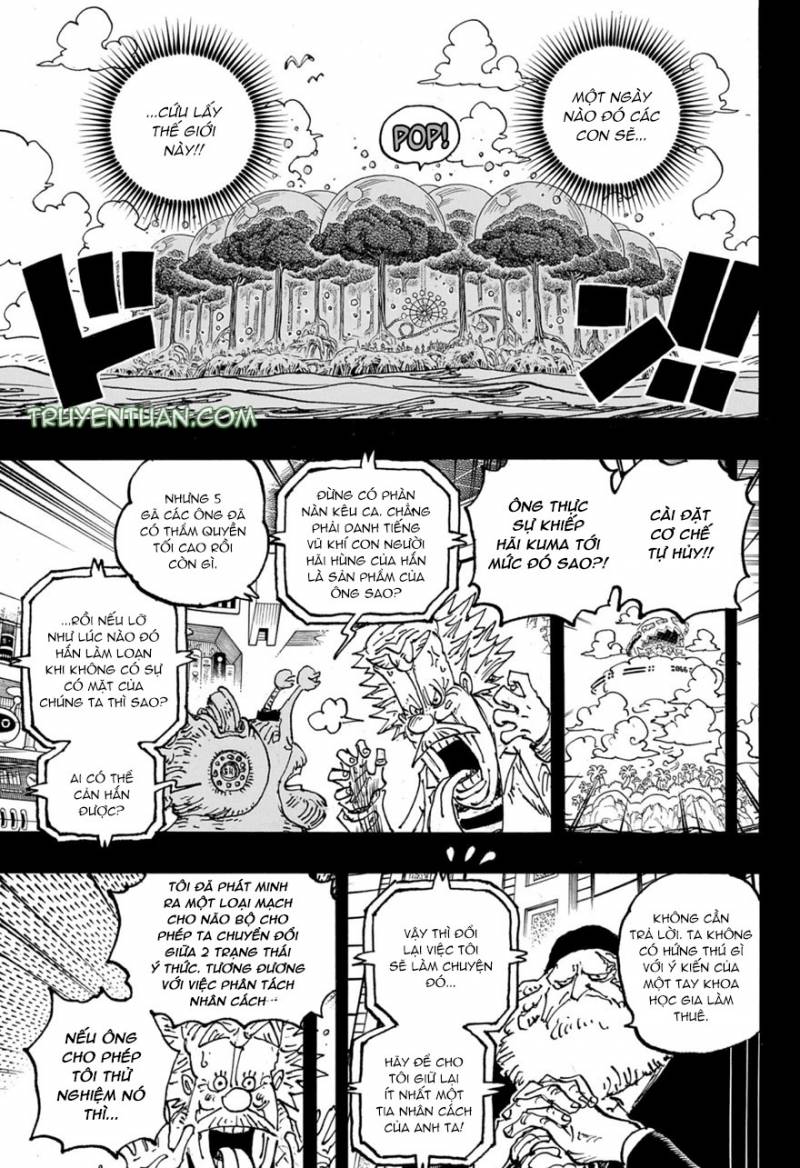 MỘT NGÀY
NÀO ĐÓ CÁC
CON SẼ...
...CỨU LẤY
THẾ GIỚI
NÀY!!
POP!
ドン!!
TRUYENTUAN.COM
CÀI ĐẶT
CƠ CHẾ
TỰ HỦY!!
ÔNG THỰC
SỰ KHIẾP
HÃI KUMA TỚI
MỨC ĐÓ SAO?!
ĐỪNG CÓ PHÀN
NÀN KÊU CA. CHẲNG
PHẢI DANH TIẾNG
VŨ KHÍ CON NGƯỜI
HÃI HÙNG CỦA HẮN
LÀ SẢN PHẨM CỦA
ÔNG SAO?
NHƯNG 5
GÃ CÁC ÔNG ĐÃ
CÓ THẨM QUYỀN
TỐI CAO RỒI
CÒN GÌ.
...RỒI NẾU LỠ
NHƯ LÚC NÀO ĐÓ
HẮN LÀM LOẠN
KHI KHÔNG CÓ SỰ
CÓ MẶT CỦA
CHÚNG TA THÌ SAO?
AI CÓ THỂ
CẢN HẮN
ĐƯỢC?
KHÔNG CẦN
TRẢ LỜI. TA KHÔNG
CÓ HỨNG THÚ GÌ
VỚI Ý KIẾN CỦA
MỘT TAY KHOA
HỌC GIA LÀM
THUÊ.
VẬY THÌ ĐỔI
LẠI VIỆC TÔI
SẼ LÀM CHUYỆN
ĐÓ...
HÃY ĐỂ CHO
TÔI GIỮ LẠI
ÍT NHẤT MỘT
TIA NHÂN CÁCH
CỦA ANH TA!
TÔI ĐÃ PHÁT MINH
RA MỘT LOẠI MẠCH
CHO NÃO BỘ CHO
PHÉP TA CHUYỂN ĐỔI
GIỮA 2 TRẠNG THÁI
Ý THỨC. TƯƠNG ĐƯƠNG
VỚI VIỆC PHÂN TÁCH
NHÂN CÁCH...
NẾU ÔNG
CHO PHÉP
TÔI THỬ
NGHIỆM NÓ
THÌ...